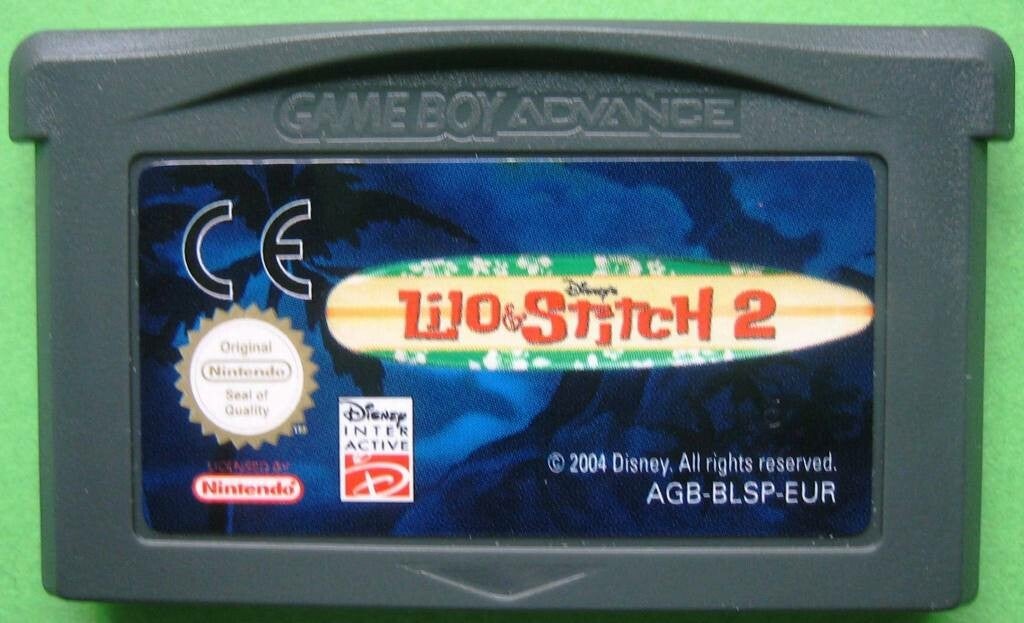 GAME BOY ADVANCE
CE
Disney's
Lilo & Stitch 2
Original
Nintendo
Seal of
Quality
TM
Disney
INTER
ACTIVE
D
LICENSED BY
Nintendo
© 2004 Disney. All rights reserved.
AGB-BLSP-EUR